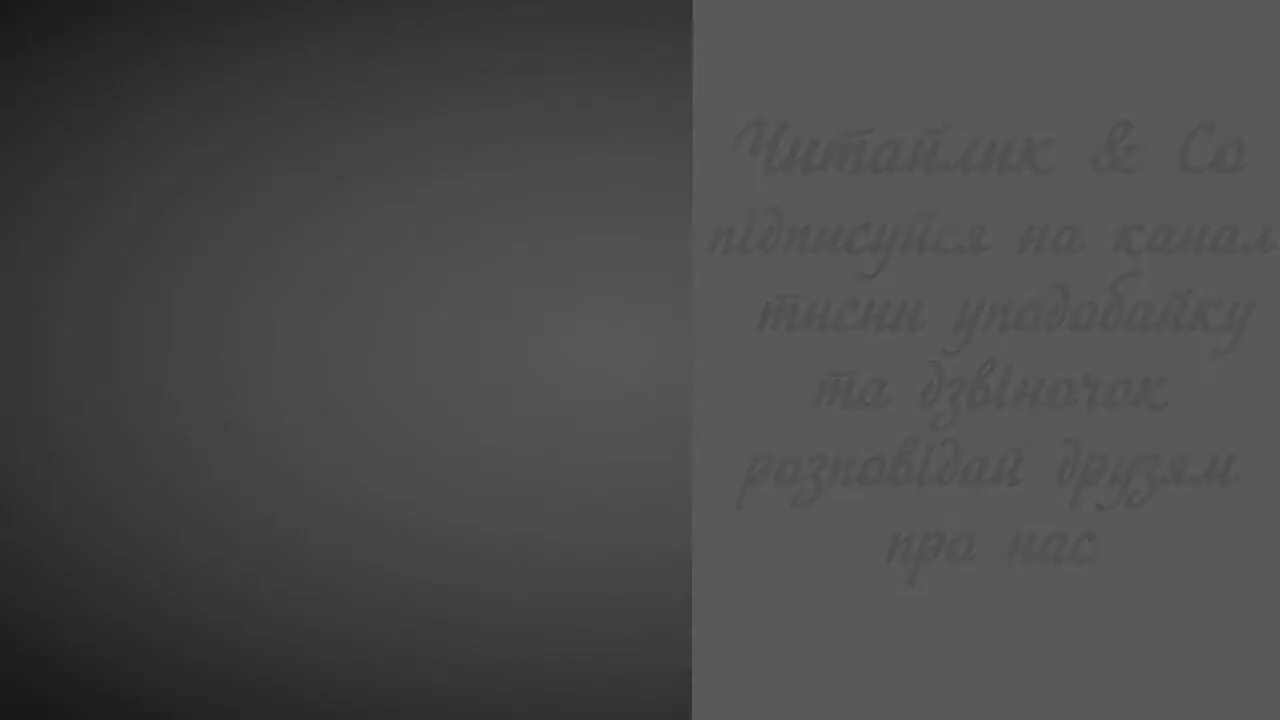 Читайлик & Co
підписуйся на канал
тисни уподобайку
та дзвіночок
розповідай друзям
про нас